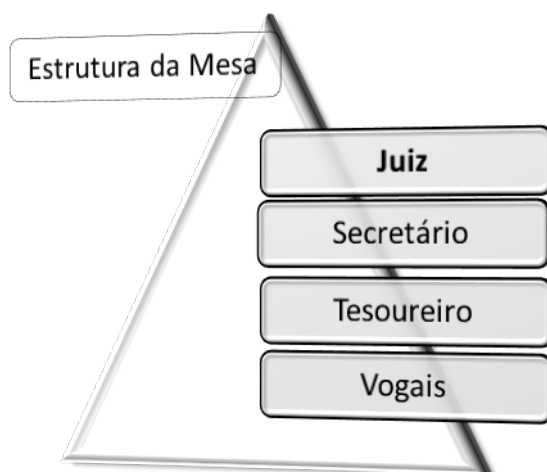 Estrutura da Mesa
Juiz
Secretário
Tesoureiro
Vogais